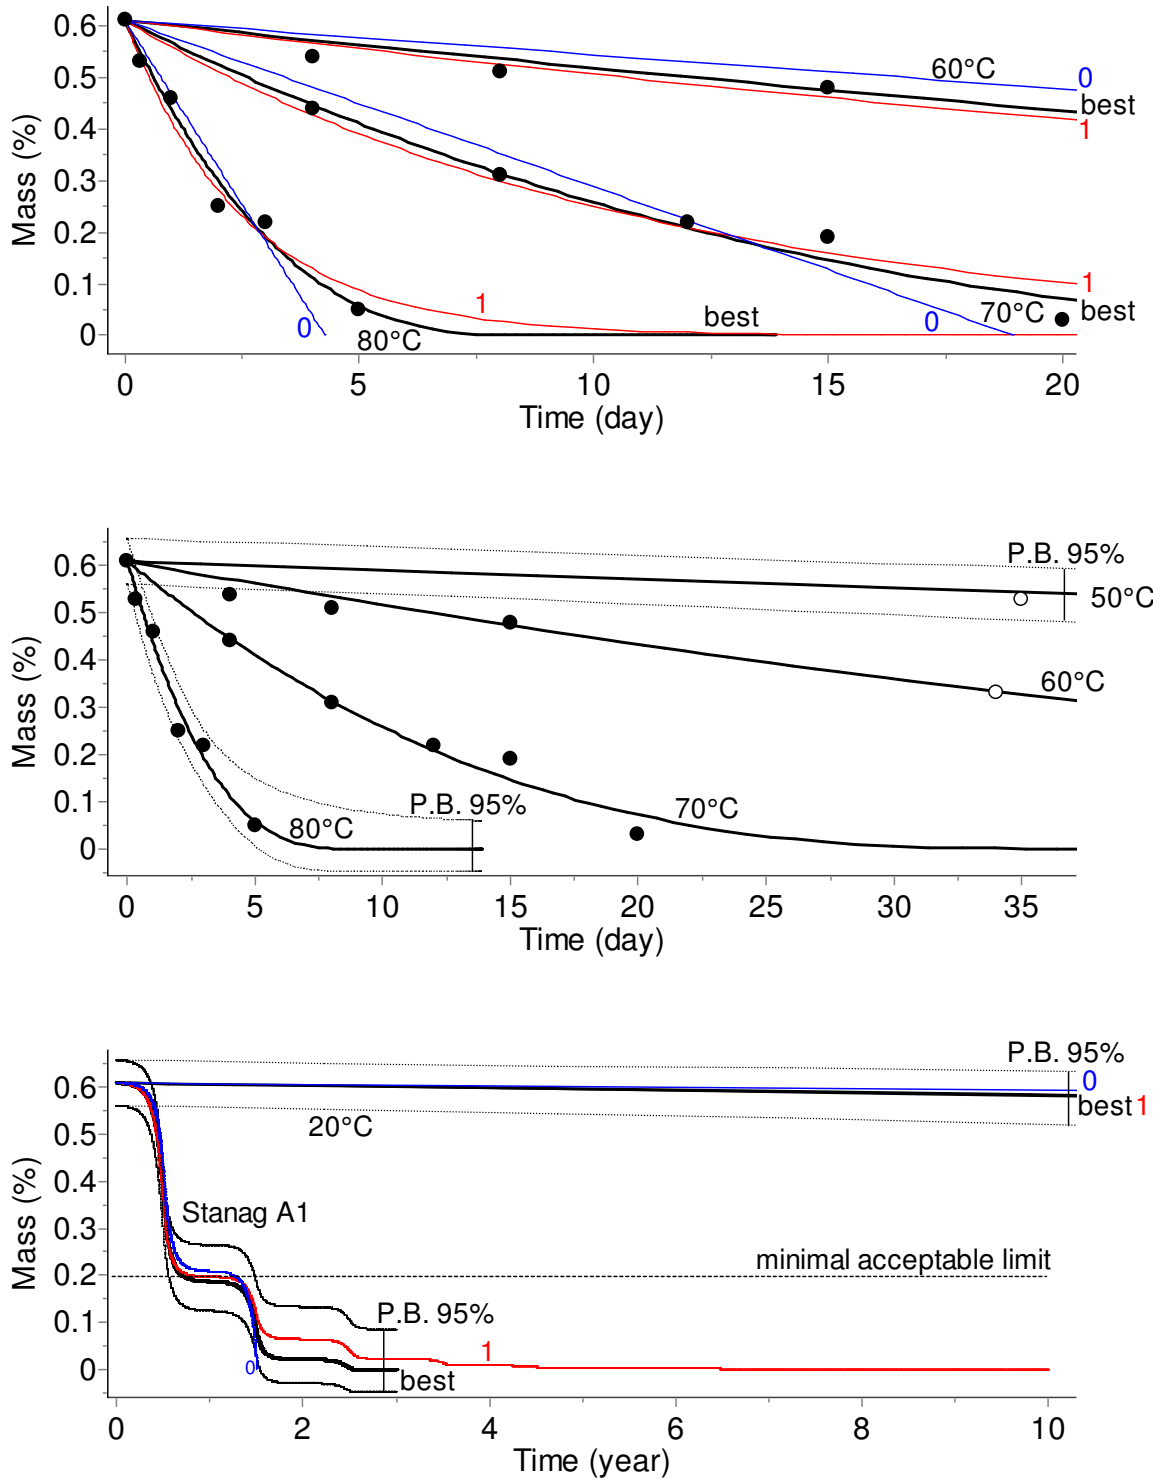 0.6
0.5
0.4
0.3
0.2
0.1
0
Mass (%)
60°C
0
best
1
1
best
70°C
0
best
1
0
80°C
0 5 10 15 20
Time (day)
0.6
0.5
0.4
0.3
0.2
0.1
0
Mass (%)
P.B. 95%
50°C
60°C
70°C
P.B. 95%
80°C
0 5 10 15 20 25 30 35
Time (day)
0.6
0.5
0.4
0.3
0.2
0.1
0
Mass (%)
P.B. 95%
0
best 1
20°C
Stanag A1
minimal acceptable limit
P.B. 95%
1
0
best
0 2 4 6 8 10
Time (year)